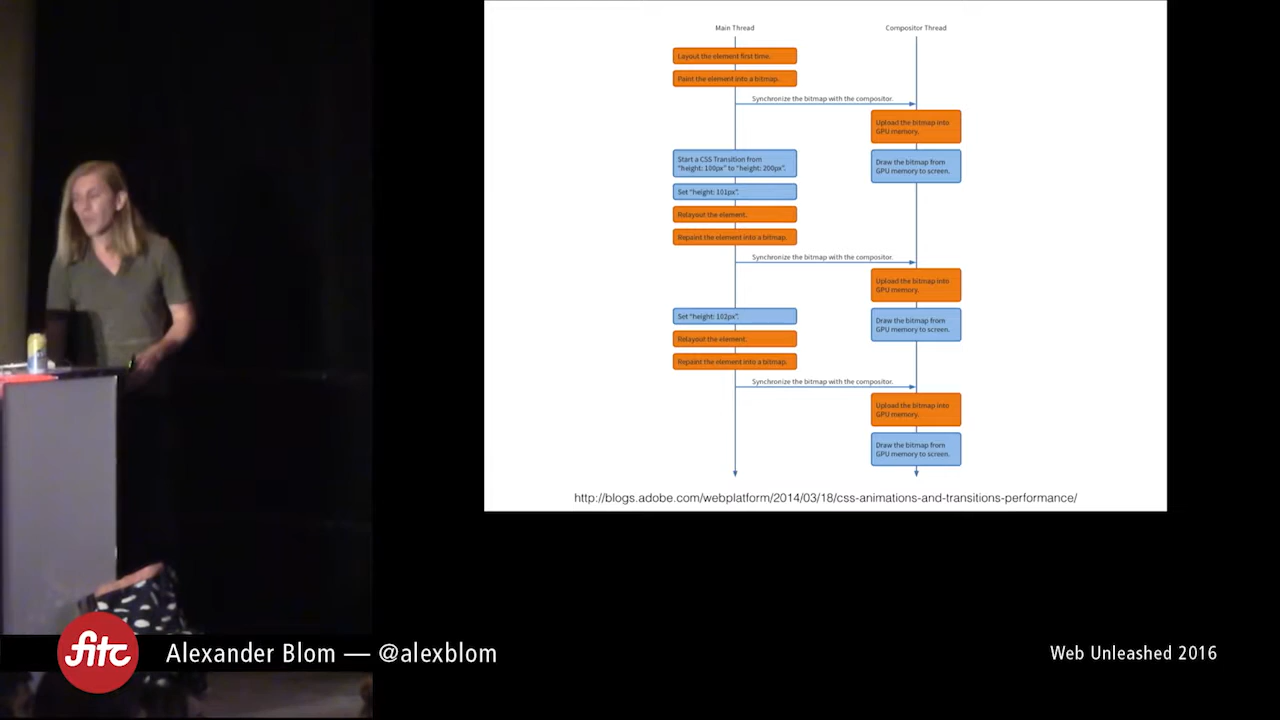 Main Thread
Compositor Thread
Layout the element first time.
Paint the element into a bitmap.
Synchronize the bitmap with the compositor.
Upload the bitmap into
GPU memory.
Start a CSS Transition from
"height: 100px" to "height: 200px".
Draw the bitmap from
GPU memory to screen.
Set "height: 101px".
Relayout the element.
Repaint the element into a bitmap.
Synchronize the bitmap with the compositor.
Upload the bitmap into
GPU memory.
Set "height: 102px".
Draw the bitmap from
GPU memory to screen.
Relayout the element.
Repaint the element into a bitmap.
Synchronize the bitmap with the compositor.
Upload the bitmap into
GPU memory.
Draw the bitmap from
GPU memory to screen.
http://blogs.adobe.com/webplatform/2014/03/18/css-animations-and-transitions-performance/
fitc
Alexander Blom — @alexblom
Web Unleashed 2016